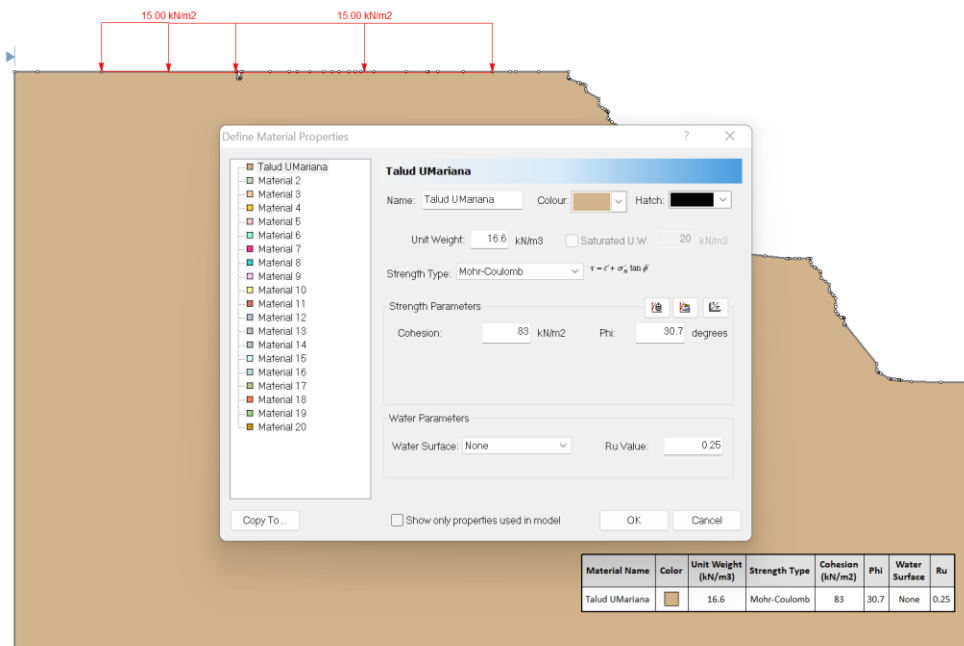 15.00 kN/m2 15.00 kN/m2
Define Material Properties ? ×
Talud UMariana
Material 2
Material 3
Material 4
Material 5
Material 6
Material 7
Material 8
Material 9
Material 10
Material 11
Material 12
Material 13
Material 14
Material 15
Material 16
Material 17
Material 18
Material 19
Material 20
Talud UMariana
Name: Talud UMariana Colour: Hatch:
Unit Weight: 16.6 kN/m3 Saturated U.W. 20 kN/m3
Strength Type: Mohr-Coulomb τ = c' + σ'n tan ϕ'
Strength Parameters
Cohesion: 83 kN/m2 Phi: 30.7 degrees
Water Parameters
Water Surface: None Ru Value: 0.25
Copy To... Show only properties used in model OK Cancel
Material Name Color Unit Weight (kN/m3) Strength Type Cohesion (kN/m2) Phi Water Surface Ru
Talud UMariana 16.6 Mohr-Coulomb 83 30.7 None 0.25